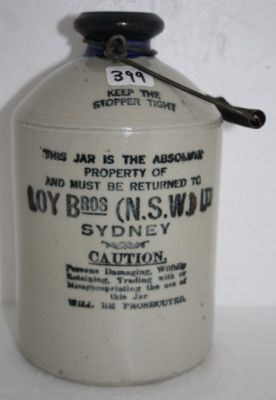 399
KEEP THE
STOPPER TIGHT
THIS JAR IS THE ABSOLUTE
PROPERTY OF
AND MUST BE RETURNED TO
LOY BROS (N.S.W.) LTD
SYDNEY
CAUTION.
Persons Damaging, Wilfully
Retaining, Trading with or
Misappropriating the use of
this Jar
WILL BE PROSECUTED.